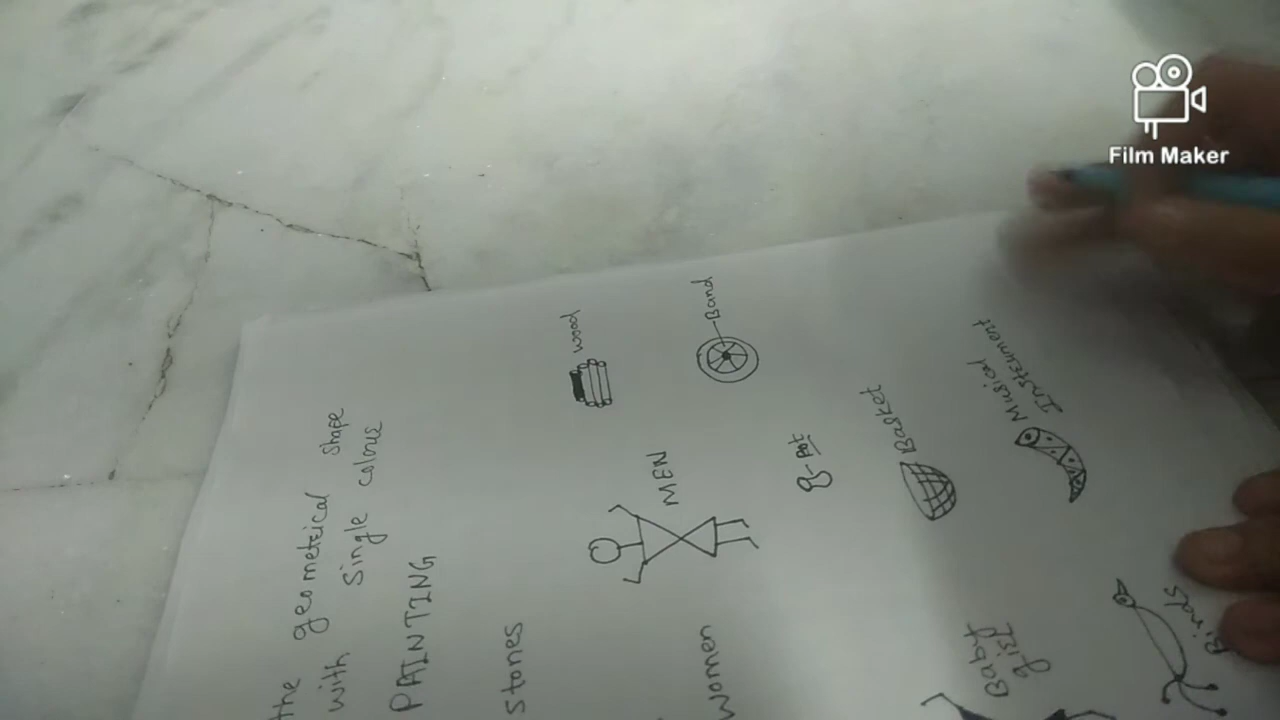 Film Maker
the geometrical shape
with single colous
PAINTING
stones
wood
MEN
Band
women
Pot
Basket
Baby
girl
Musical
Instrument
Birds